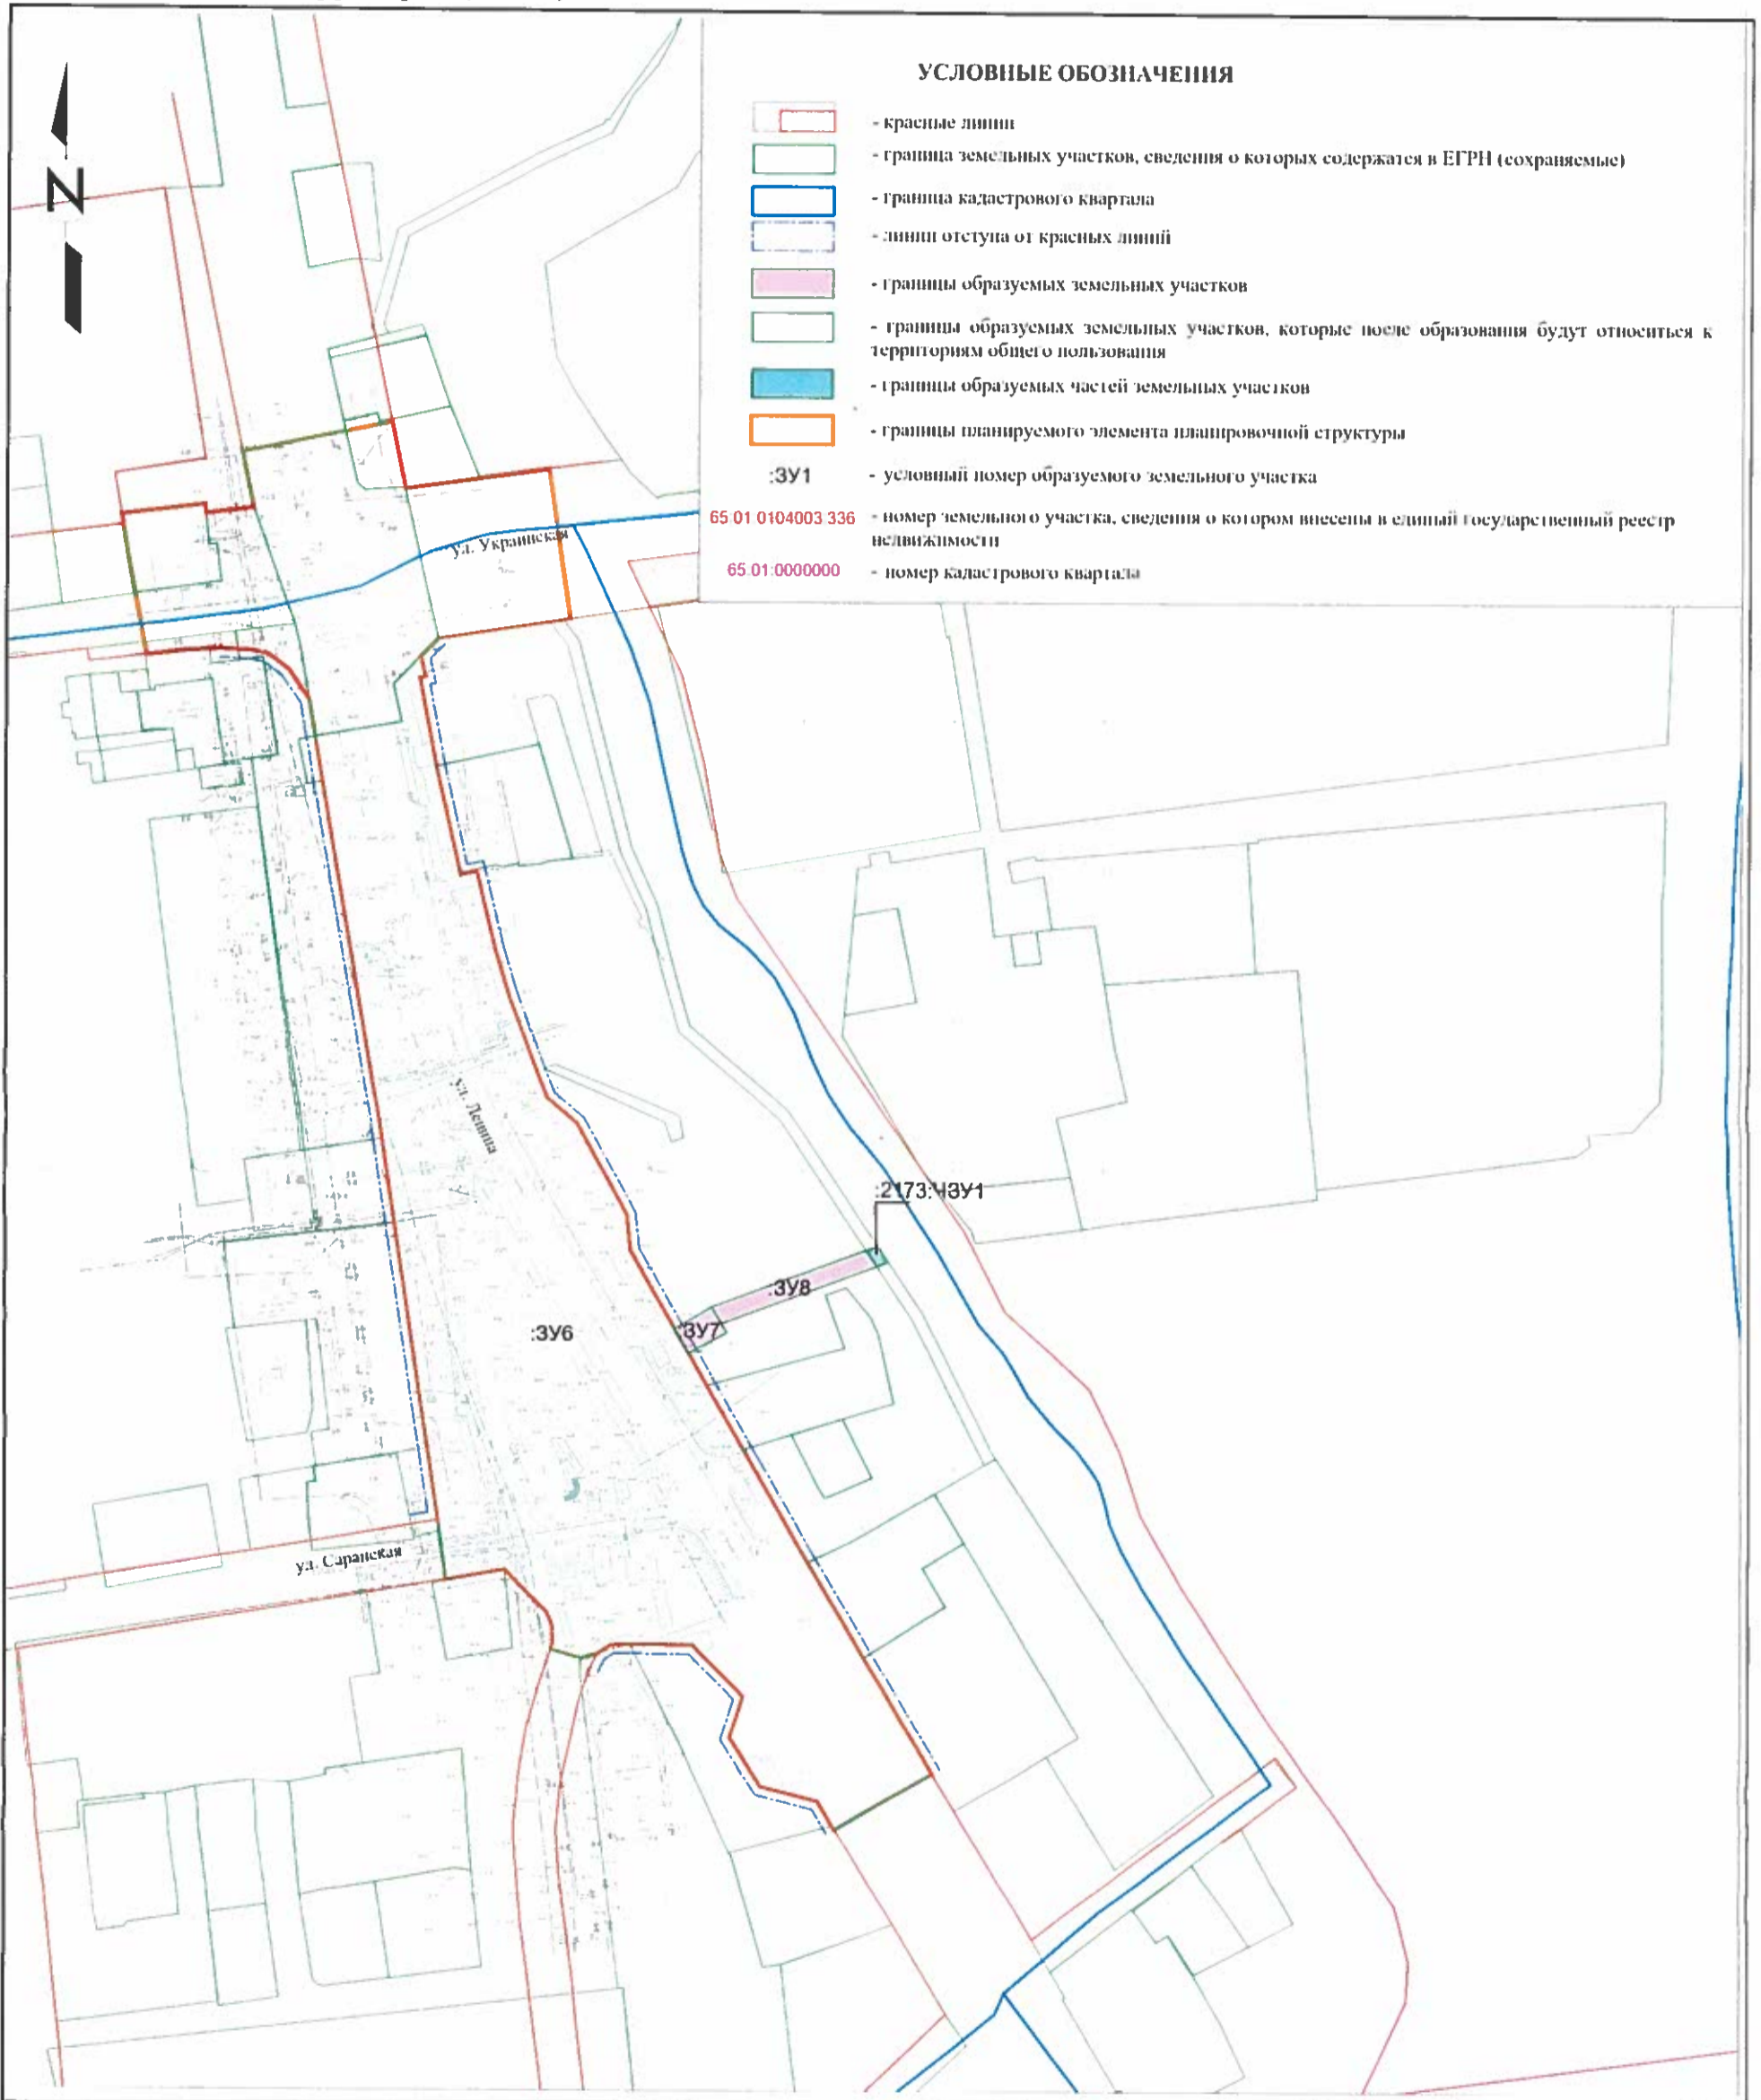 УСЛОВНЫЕ ОБОЗНАЧЕНИЯ
- красные линии
- граница земельных участков, сведения о которых содержатся в ЕГРН (сохраняемые)
- граница кадастрового квартала
- линии отступа от красных линий
- границы образуемых земельных участков
- границы образуемых земельных участков, которые после образования будут относиться к
территориям общего пользования
- границы образуемых частей земельных участков
- границы планируемого элемента планировочной структуры
:ЗУ1 - условный номер образуемого земельного участка
65 01 0104003 336 - номер земельного участка, сведения о котором внесены в единый государственный реестр
недвижимости
65 01:0000000 - номер кадастрового квартала
N
ул. Украинская
ул. Ленина
:2173:ЧЗУ1
:ЗУ8
:ЗУ7
:ЗУ6
ул. Саранская